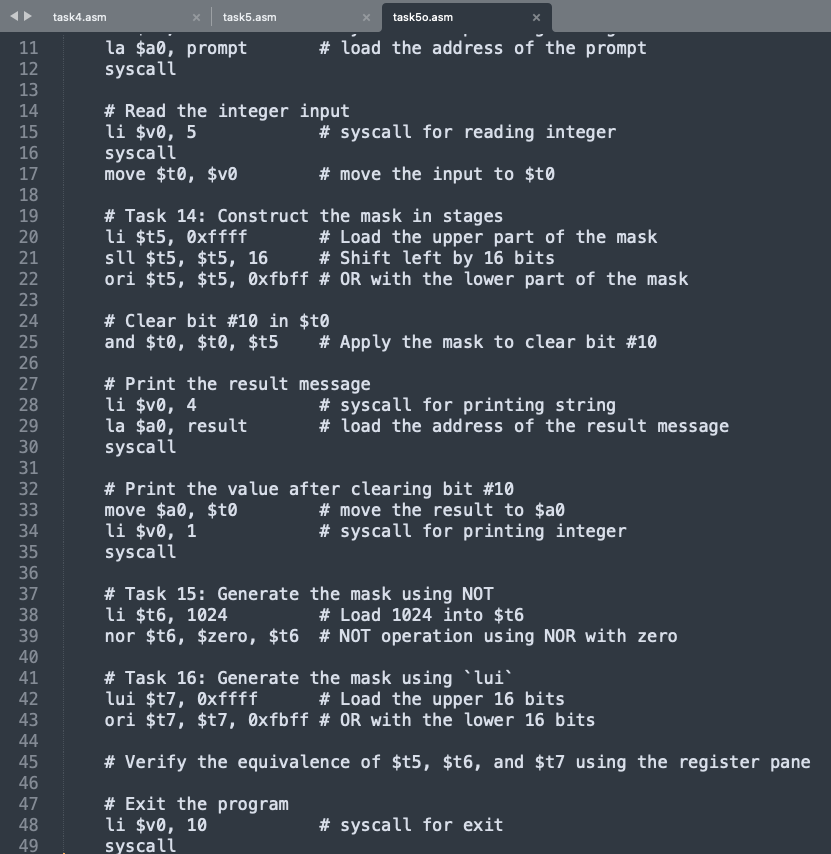 task4.asm × task5.asm × task5o.asm ×
11 la $a0, prompt # load the address of the prompt
12 syscall
13
14 # Read the integer input
15 li $v0, 5 # syscall for reading integer
16 syscall
17 move $t0, $v0 # move the input to $t0
18
19 # Task 14: Construct the mask in stages
20 li $t5, 0xffff # Load the upper part of the mask
21 sll $t5, $t5, 16 # Shift left by 16 bits
22 ori $t5, $t5, 0xfbff # OR with the lower part of the mask
23
24 # Clear bit #10 in $t0
25 and $t0, $t0, $t5 # Apply the mask to clear bit #10
26
27 # Print the result message
28 li $v0, 4 # syscall for printing string
29 la $a0, result # load the address of the result message
30 syscall
31
32 # Print the value after clearing bit #10
33 move $a0, $t0 # move the result to $a0
34 li $v0, 1 # syscall for printing integer
35 syscall
36
37 # Task 15: Generate the mask using NOT
38 li $t6, 1024 # Load 1024 into $t6
39 nor $t6, $zero, $t6 # NOT operation using NOR with zero
40
41 # Task 16: Generate the mask using `lui`
42 lui $t7, 0xffff # Load the upper 16 bits
43 ori $t7, $t7, 0xfbff # OR with the lower 16 bits
44
45 # Verify the equivalence of $t5, $t6, and $t7 using the register pane
46
47 # Exit the program
48 li $v0, 10 # syscall for exit
49 syscall